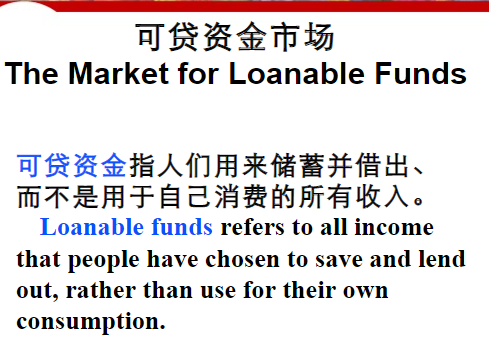 可贷资金市场
The Market for Loanable Funds
可贷资金指人们用来储蓄并借出、
而不是用于自己消费的所有收入。
Loanable funds refers to all income
that people have chosen to save and lend
out, rather than use for their own
consumption.